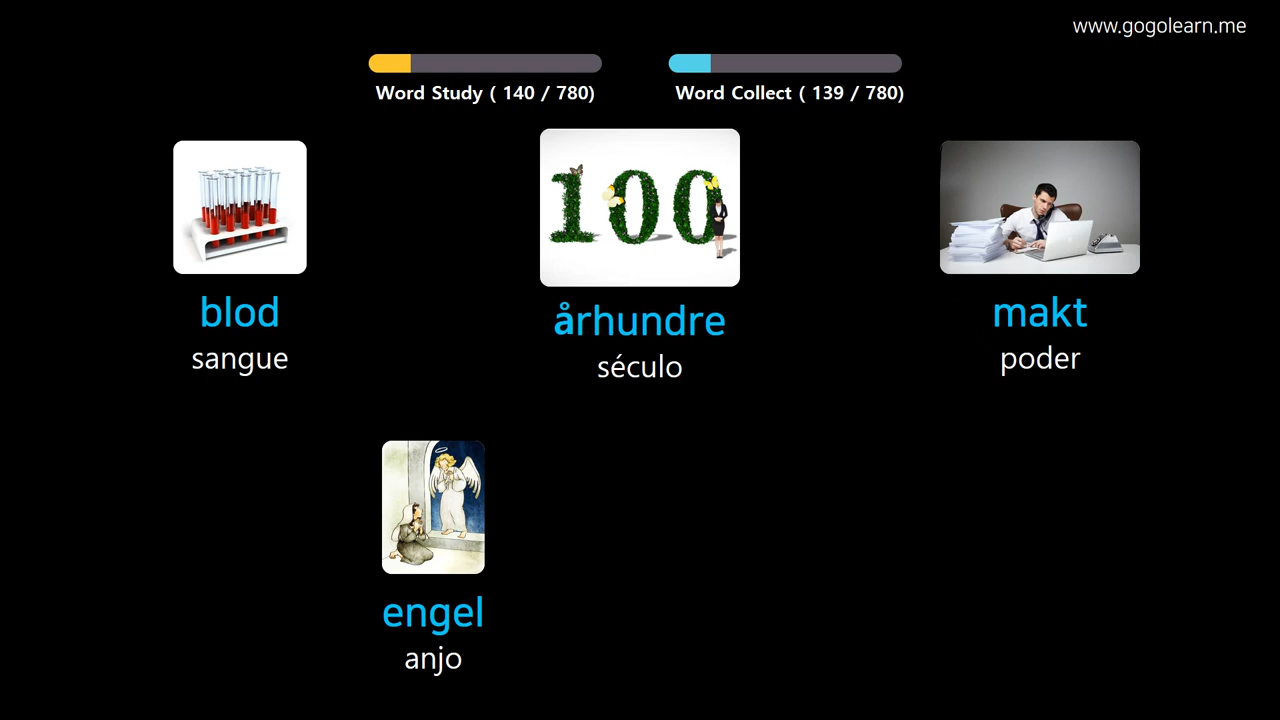 www.gogolearn.me
Word Study ( 140 / 780)
Word Collect ( 139 / 780)
100
blod
sangue
århundre
século
makt
poder
engel
anjo